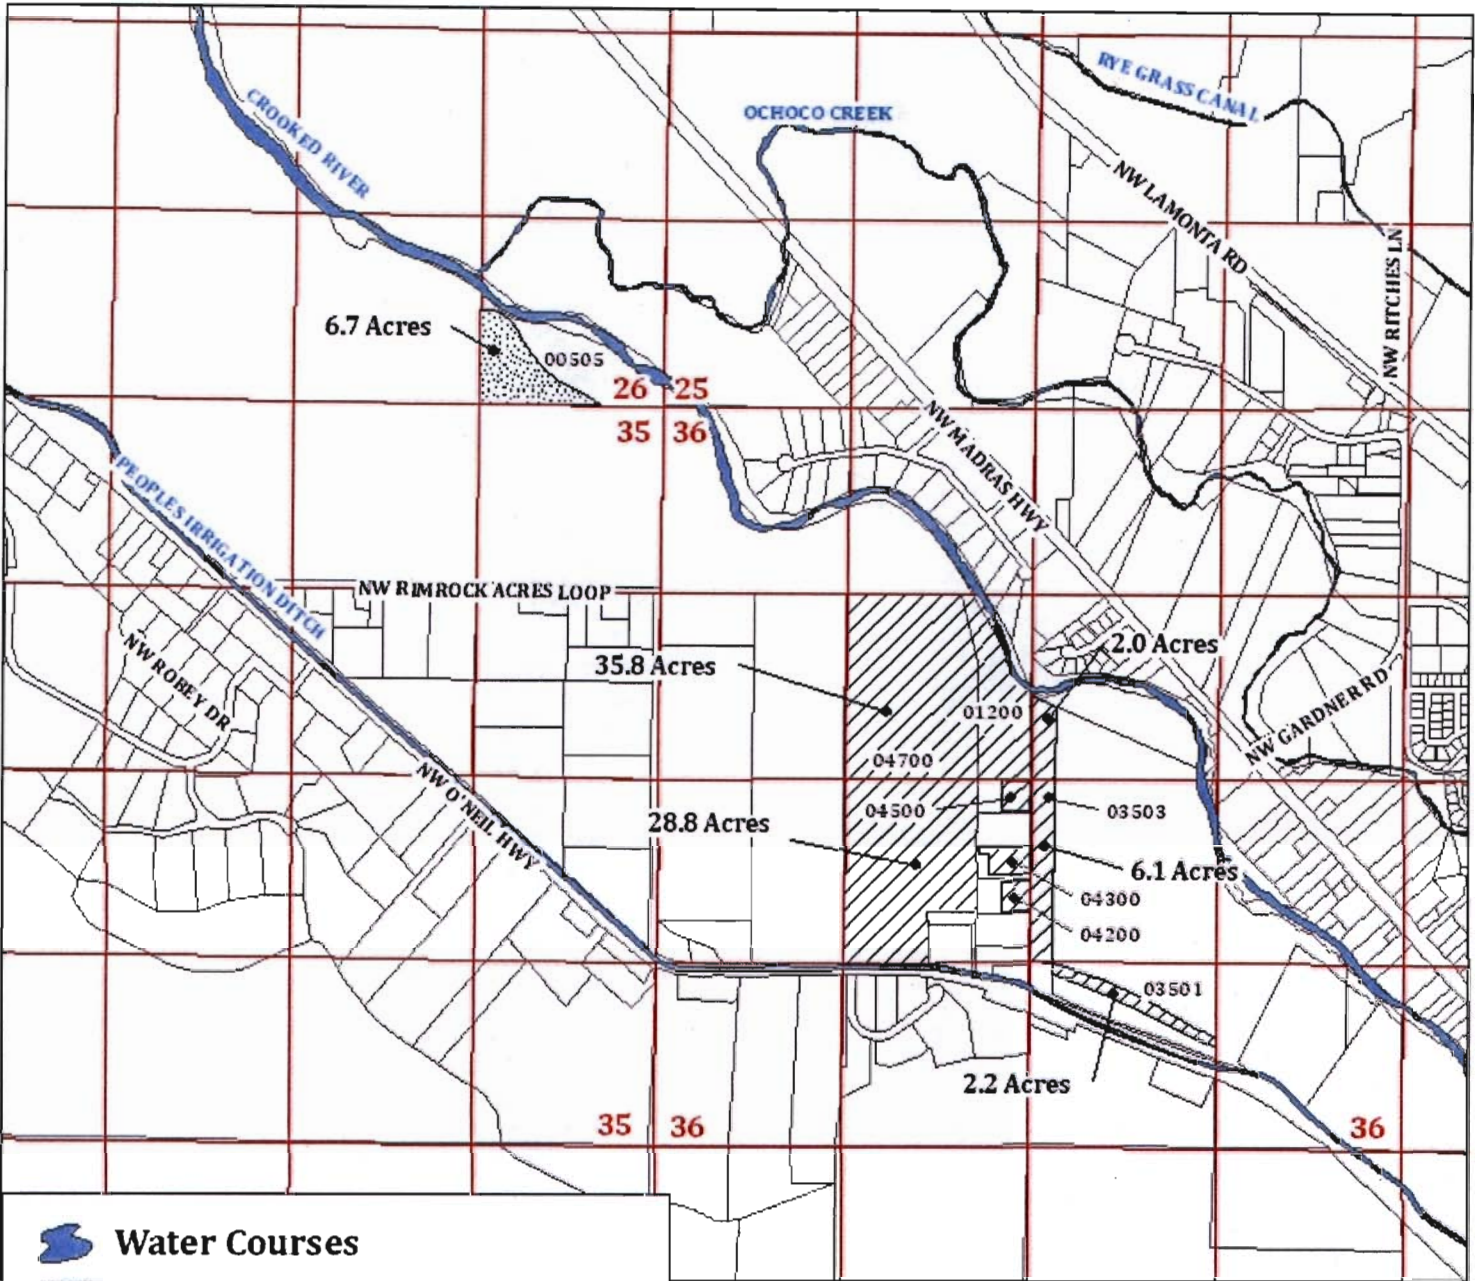 RYE GRASS CANAL
CROOKED RIVER
OCHOCO CREEK
NW LAMONTA RD
NW RITCHES LN
6.7 Acres
00505
26 25
35 36
NW MADRAS HWY
PEOPLES IRRIGATION DITCH
NW RIMROCK ACRES LOOP
NW ROBEY DR
2.0 Acres
35.8 Acres
01200
NW GARDNER RD
04700
NW O'NEIL HWY
04500
03503
28.8 Acres
6.1 Acres
04300
04200
03501
2.2 Acres
35 36
36
Water Courses